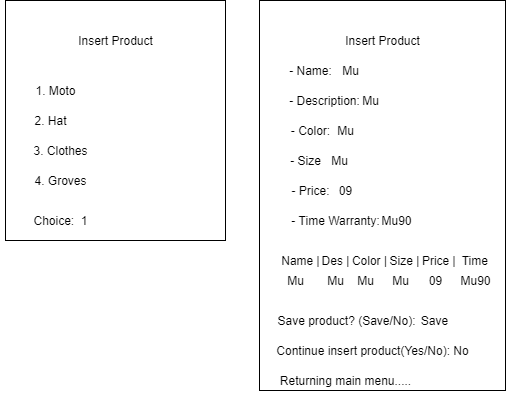 Insert Product
1. Moto
2. Hat
3. Clothes
4. Groves
Choice: 1
Insert Product
- Name: Mu
- Description: Mu
- Color: Mu
- Size Mu
- Price: 09
- Time Warranty: Mu90
Name | Des | Color | Size | Price | Time
Mu Mu Mu Mu 09 Mu90
Save product? (Save/No): Save
Continue insert product(Yes/No): No
Returning main menu.....